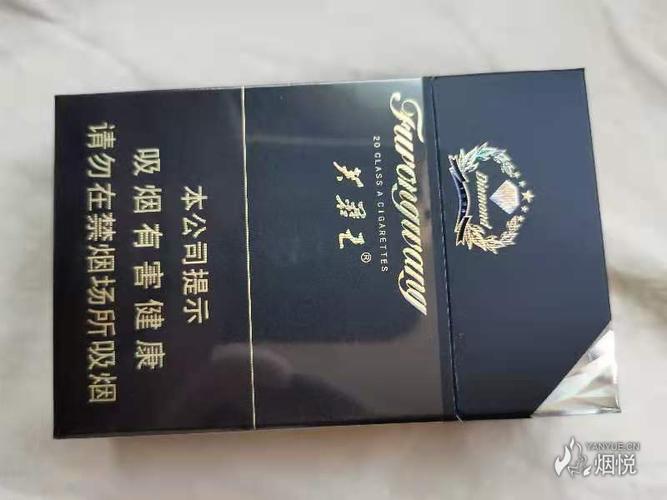 Diamond
Furongwang
20 CLASS A CIGARETTES
芙蓉王®
本公司提示
吸烟有害健康
请勿在禁烟场所吸烟
YANYUE.CN
烟悦